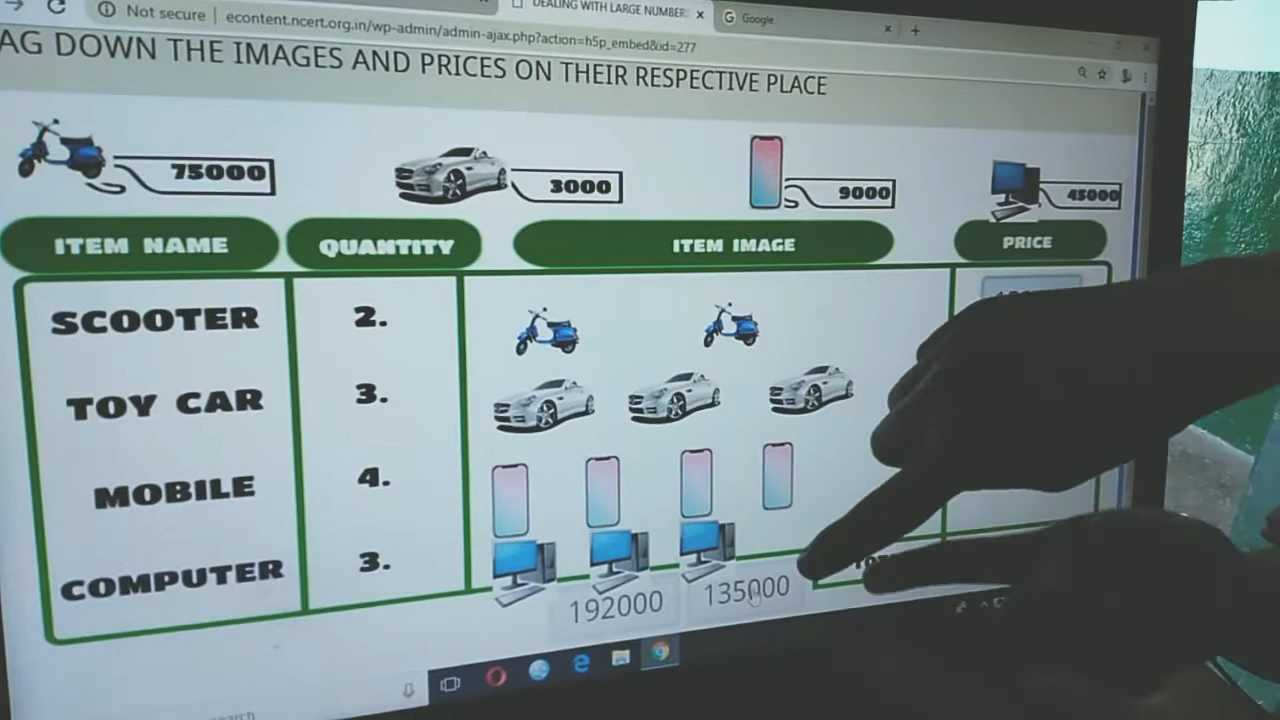 DEALING WITH LARGE NUMBER
Google
Not secure
econtent.ncert.org.in/wp-admin/admin-ajax.php?action=h5p_embed&id=277
AG DOWN THE IMAGES AND PRICES ON THEIR RESPECTIVE PLACE
75000
3000
9000
45000
ITEM NAME
QUANTITY
ITEM IMAGE
PRICE
SCOOTER
2.
TOY CAR
3.
MOBILE
4.
COMPUTER
3.
192000
135000